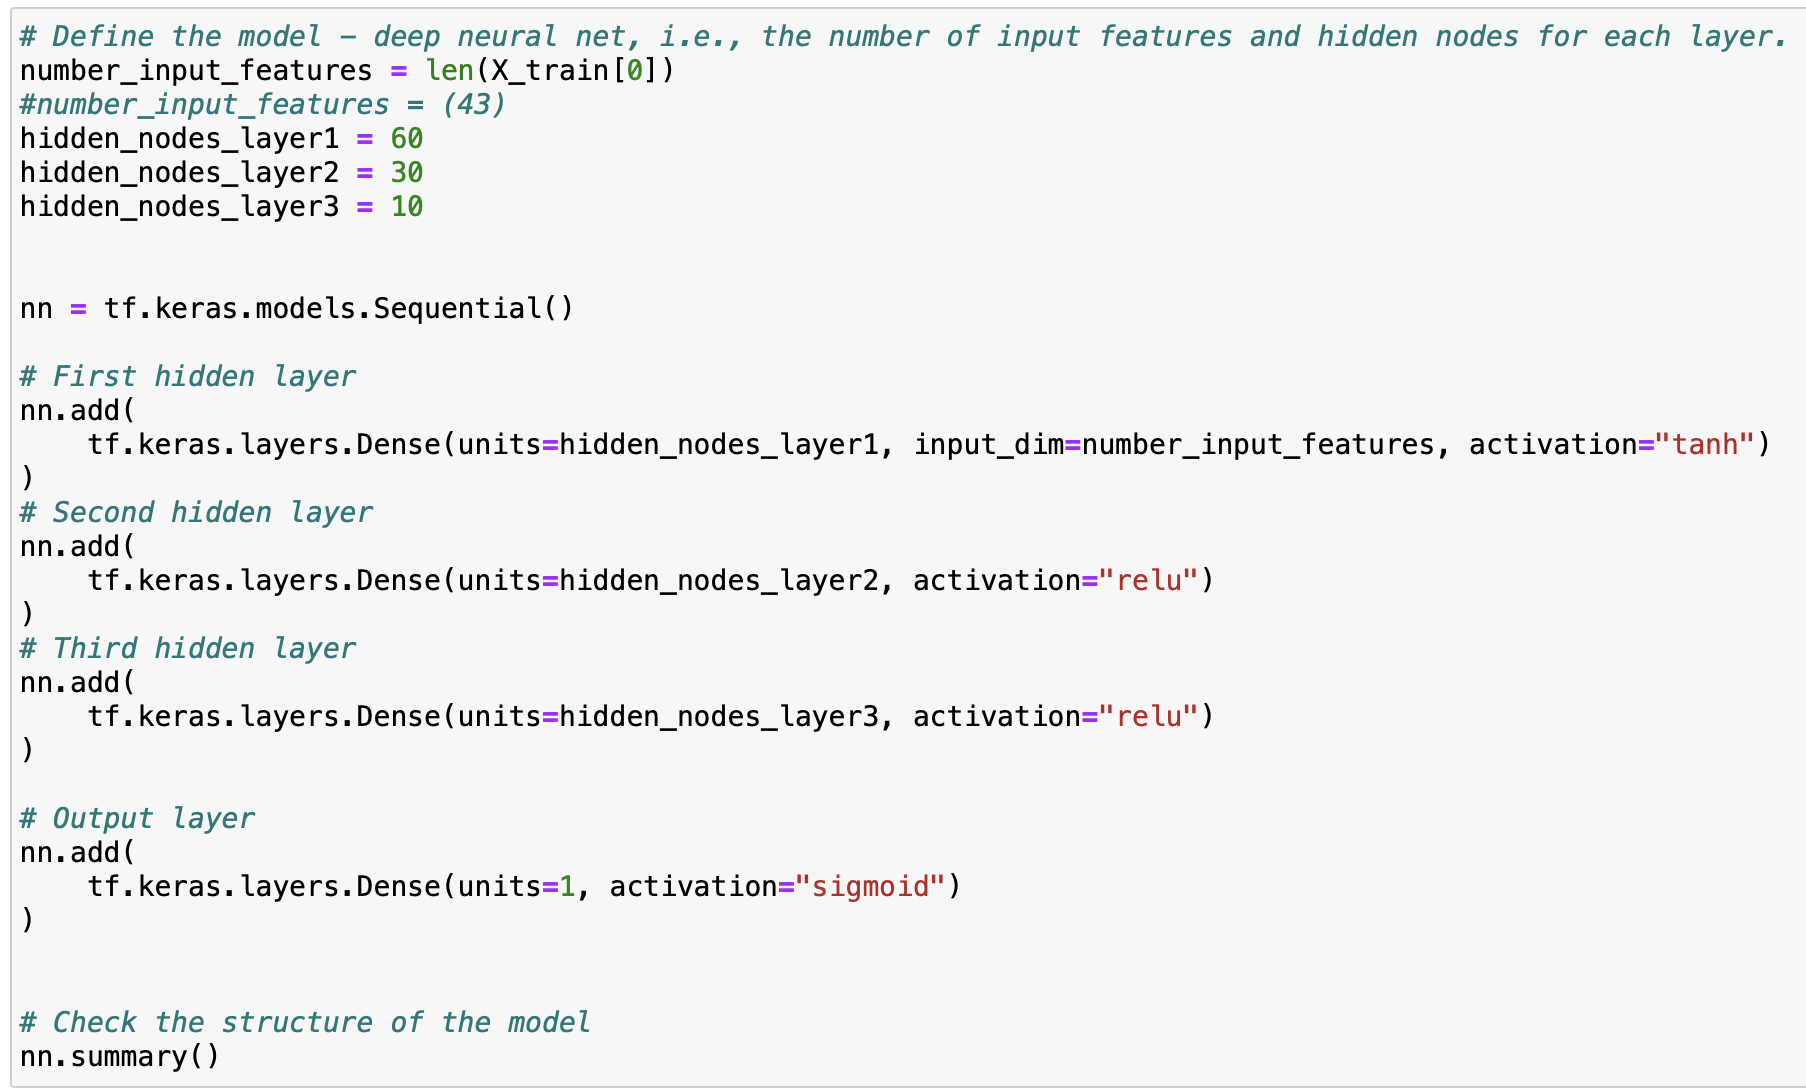 # Define the model – deep neural net, i.e., the number of input features and hidden nodes for each layer.
number_input_features = len(X_train[0])
#number_input_features = (43)
hidden_nodes_layer1 = 60
hidden_nodes_layer2 = 30
hidden_nodes_layer3 = 10
nn = tf.keras.models.Sequential()
# First hidden layer
nn.add(
    tf.keras.layers.Dense(units=hidden_nodes_layer1, input_dim=number_input_features, activation="tanh")
)
# Second hidden layer
nn.add(
    tf.keras.layers.Dense(units=hidden_nodes_layer2, activation="relu")
)
# Third hidden layer
nn.add(
    tf.keras.layers.Dense(units=hidden_nodes_layer3, activation="relu")
)
# Output layer
nn.add(
    tf.keras.layers.Dense(units=1, activation="sigmoid")
)
# Check the structure of the model
nn.summary()